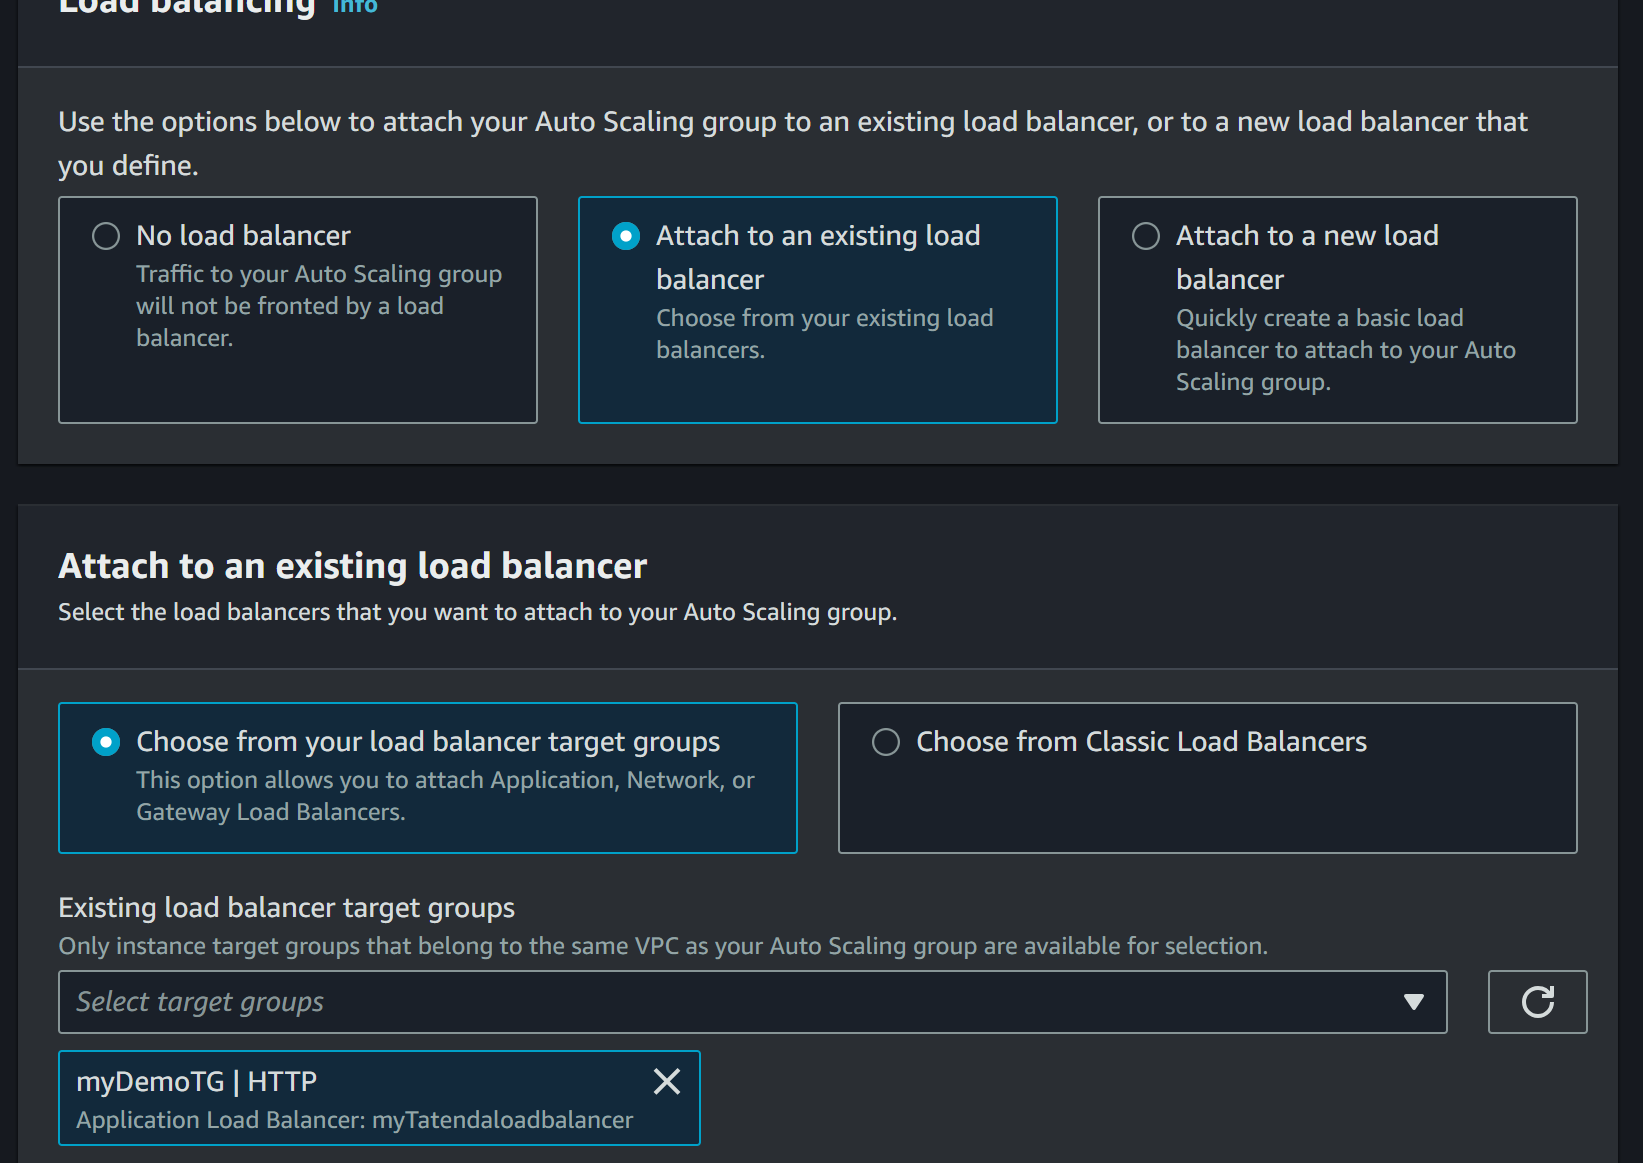 Load balancing Info
Use the options below to attach your Auto Scaling group to an existing load balancer, or to a new load balancer that
you define.
No load balancer
Traffic to your Auto Scaling group
will not be fronted by a load
balancer.
Attach to an existing load
balancer
Choose from your existing load
balancers.
Attach to a new load
balancer
Quickly create a basic load
balancer to attach to your Auto
Scaling group.
Attach to an existing load balancer
Select the load balancers that you want to attach to your Auto Scaling group.
Choose from your load balancer target groups
This option allows you to attach Application, Network, or
Gateway Load Balancers.
Choose from Classic Load Balancers
Existing load balancer target groups
Only instance target groups that belong to the same VPC as your Auto Scaling group are available for selection.
Select target groups
myDemoTG | HTTP
Application Load Balancer: myTatendaloadbalancer